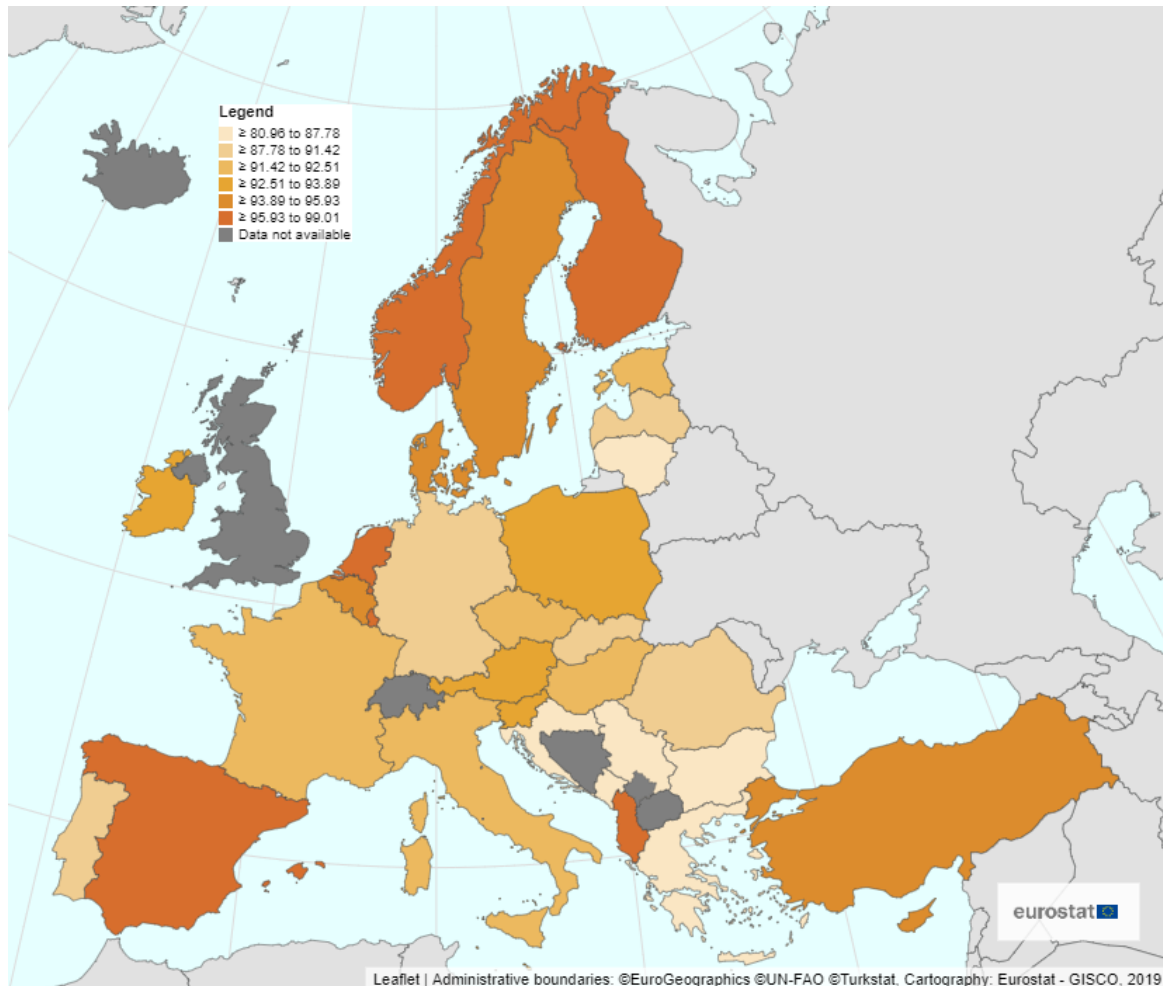 Legend
≥ 80.96 to 87.78
≥ 87.78 to 91.42
≥ 91.42 to 92.51
≥ 92.51 to 93.89
≥ 93.89 to 95.93
≥ 95.93 to 99.01
Data not available
eurostat
Leaflet | Administrative boundaries: ©EuroGeographics ©UN-FAO ©Turkstat, Cartography: Eurostat - GISCO, 2019